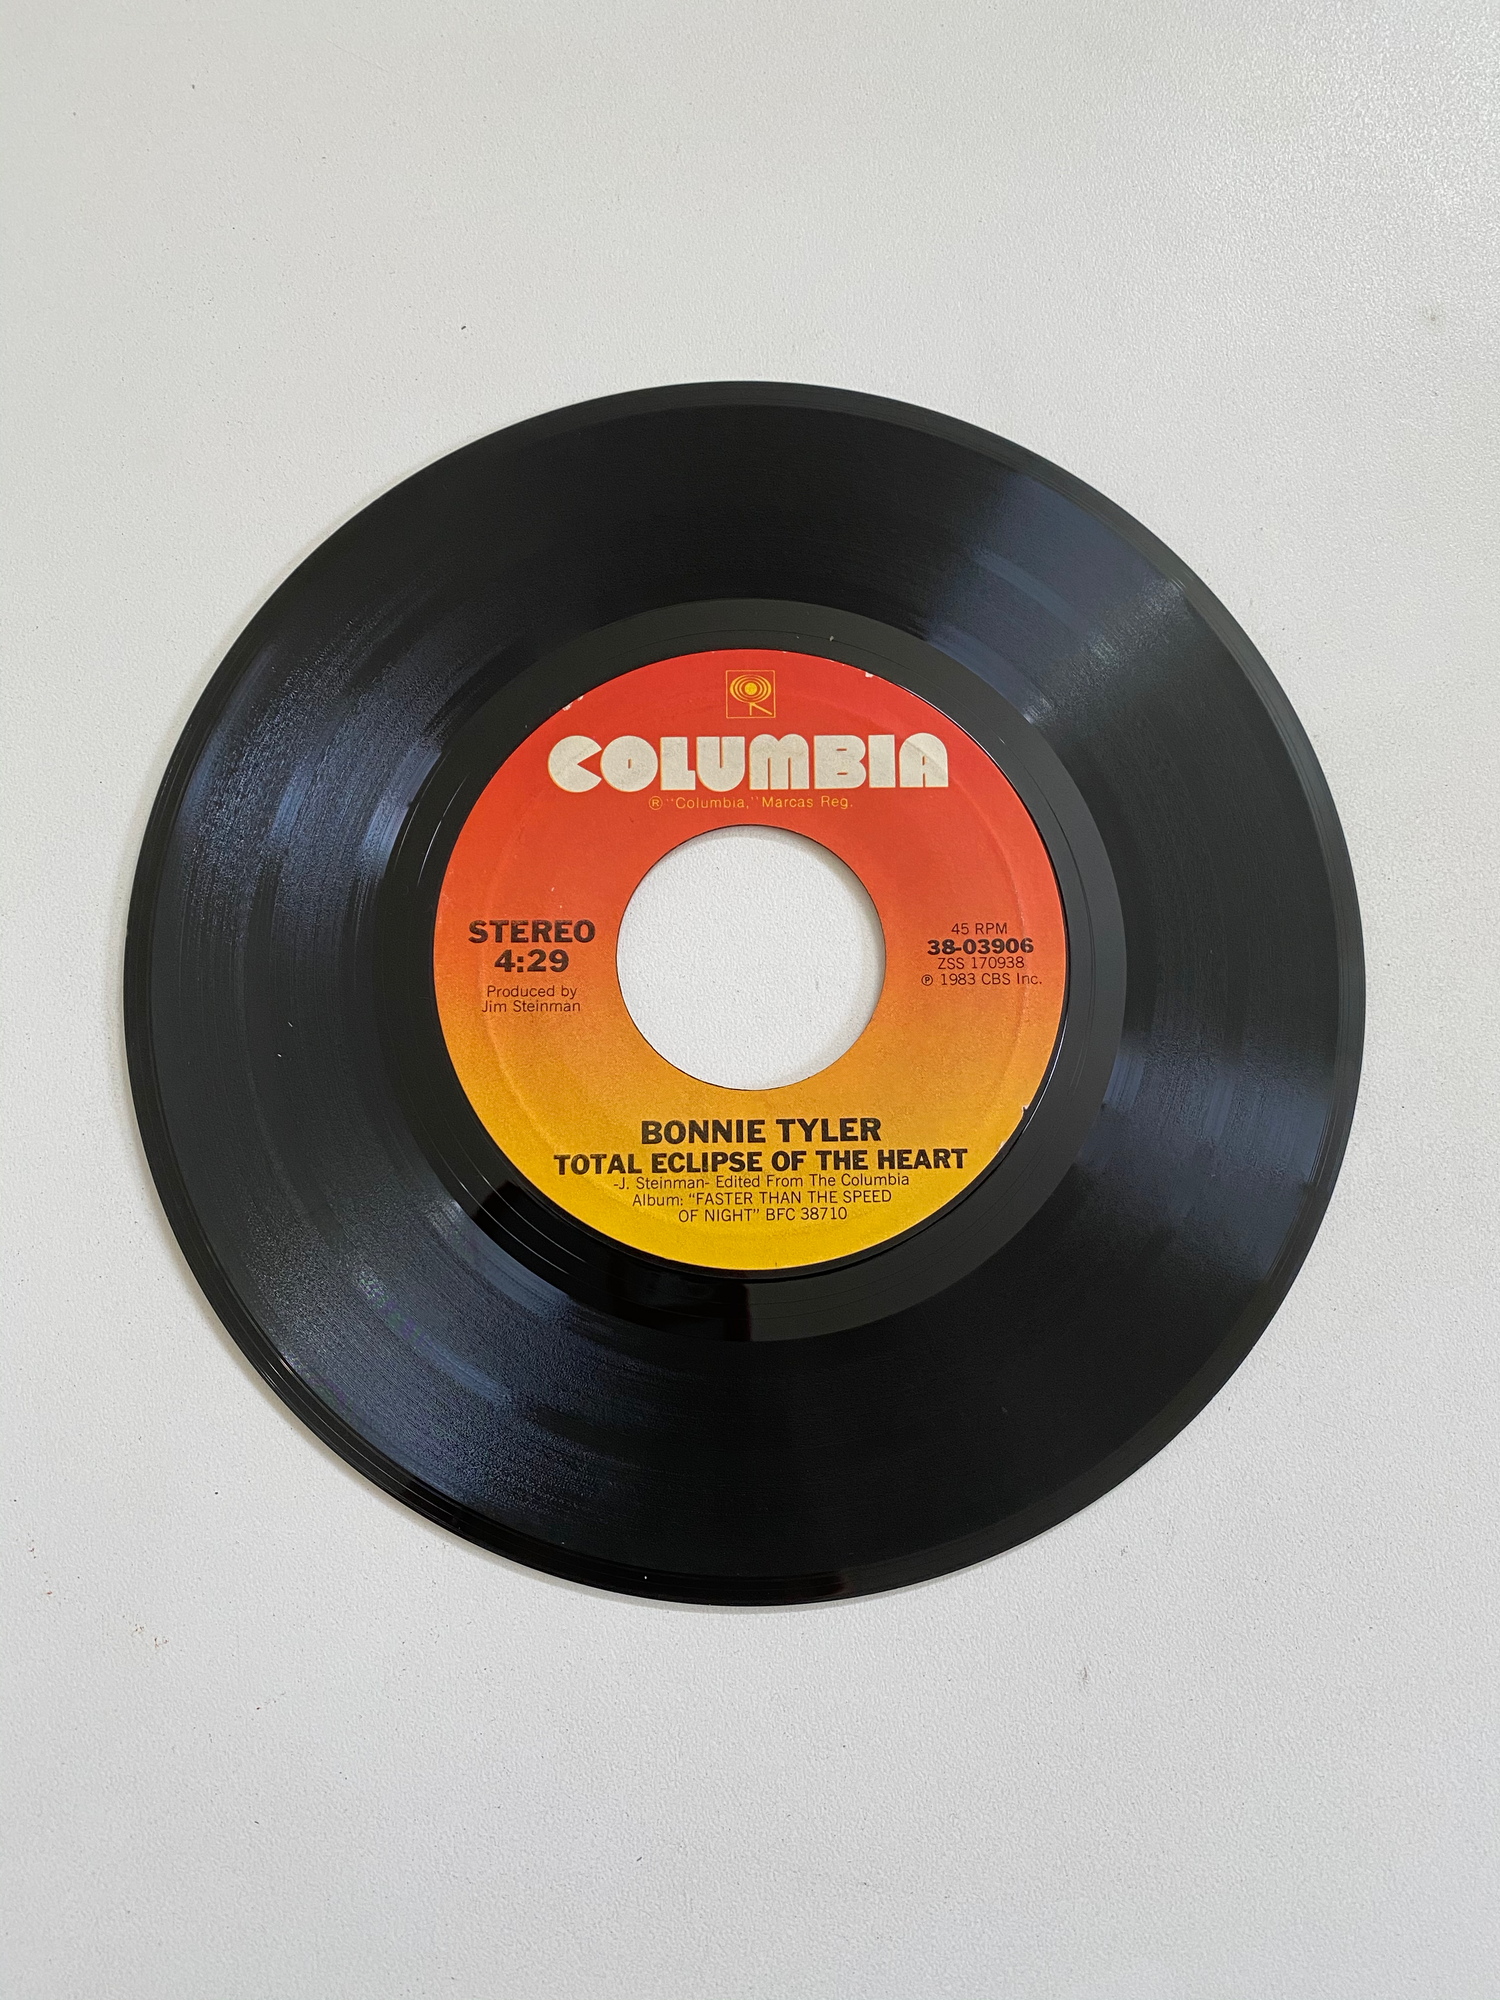 COLUMBIA
® "Columbia," Marcas Reg.
STEREO
4:29
Produced by
Jim Steinman
45 RPM
38-03906
ZSS 170938
℗ 1983 CBS Inc.
BONNIE TYLER
TOTAL ECLIPSE OF THE HEART
-J. Steinman- Edited From The Columbia
Album: “FASTER THAN THE SPEED
OF NIGHT” BFC 38710